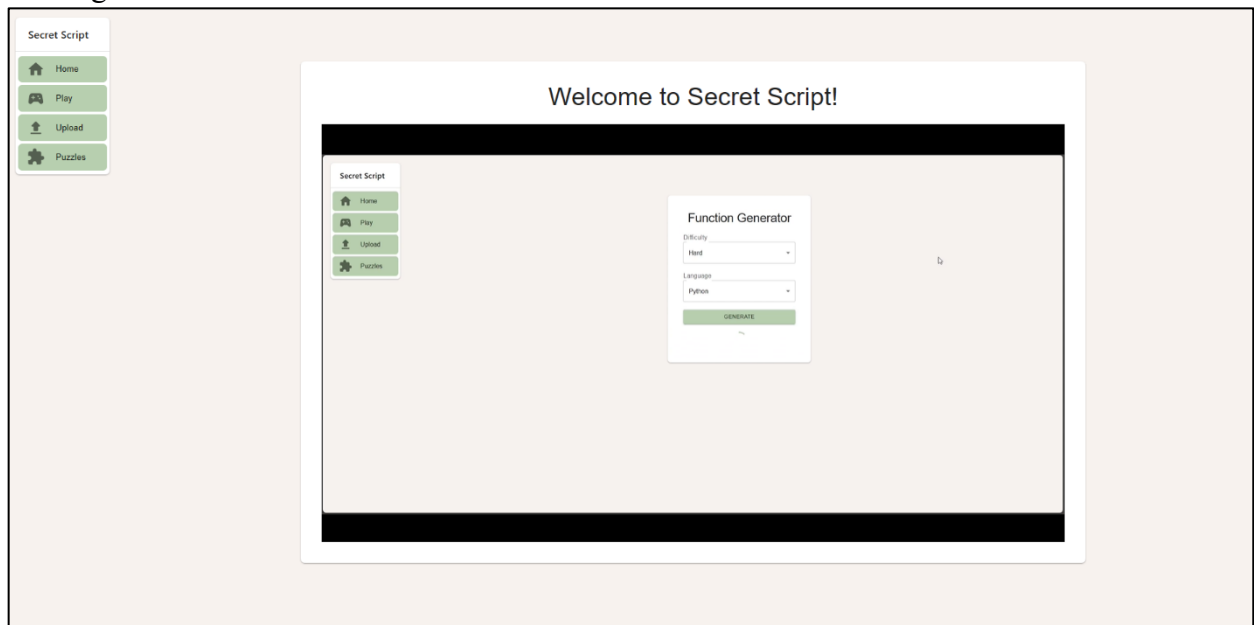 Secret Script
Home
Play
Upload
Puzzles
Welcome to Secret Script!
Secret Script
Home
Play
Upload
Puzzles
Function Generator
Difficulty
Hard
Language
Python
GENERATE